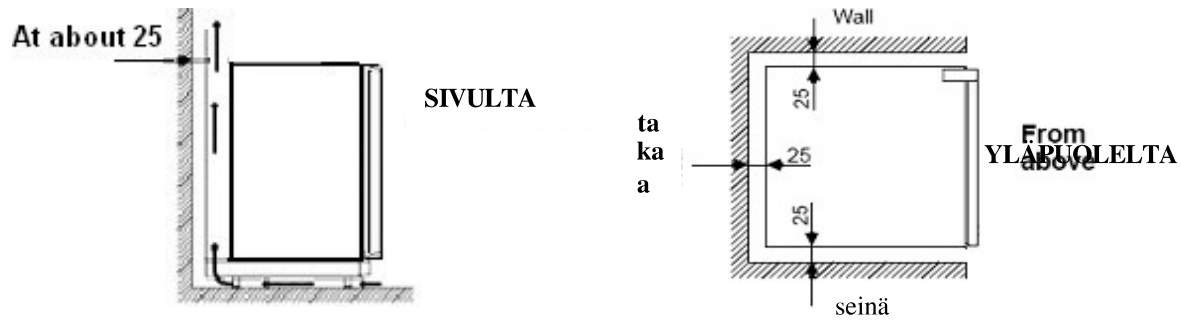 At about 25
SIVULTA
Wall
25
ta
ka
a
25
From
above
YLÄPUOLELTA
25
seinä